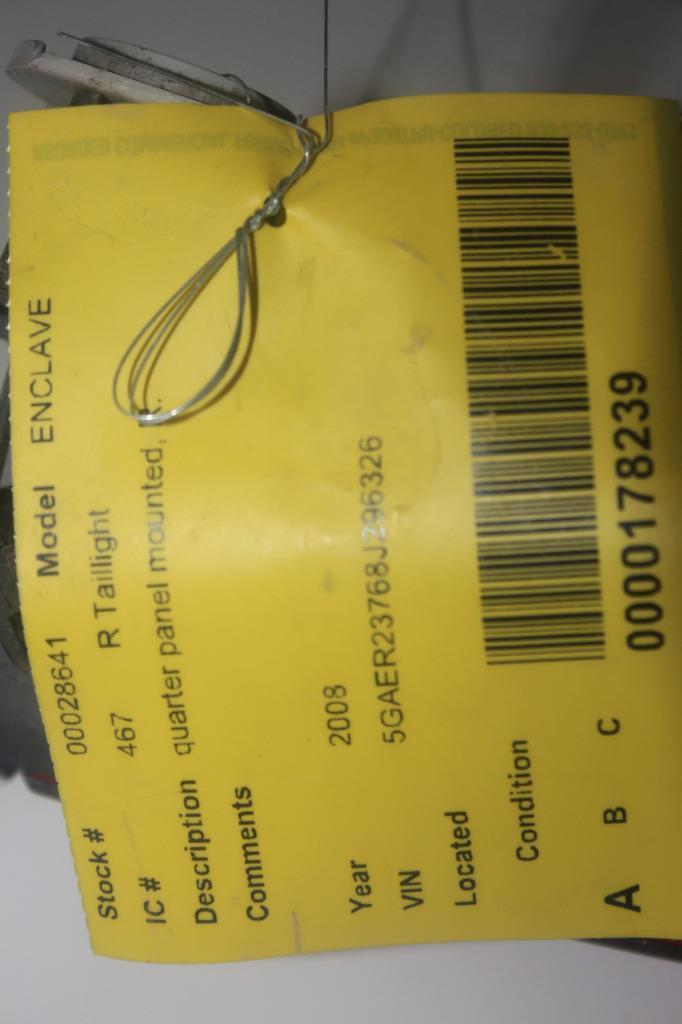 Stock # 00028641 Model ENCLAVE
IC # 467 R Taillight
Description quarter panel mounted,
Comments
Year 2008
VIN 5GAER23768J296326
Located
Condition
A B C
0000178239